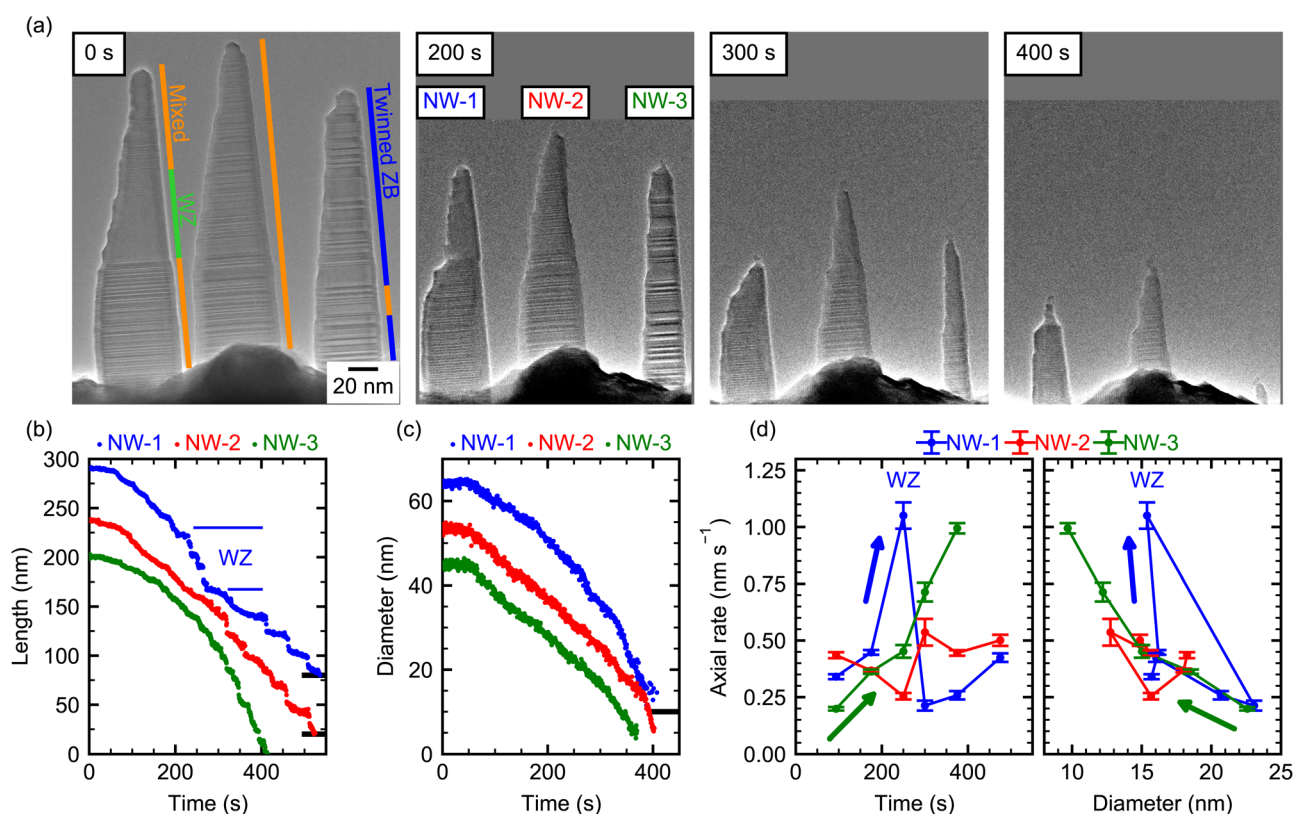 (a)
0 s
200 s
300 s
400 s
Mixed
WZ
Twinned ZB
NW-1
NW-2
NW-3
20 nm
(b)
NW-1 NW-2 NW-3
300
250
200
150
100
50
0
Length (nm)
WZ
0 200 400
Time (s)
(c)
NW-1 NW-2 NW-3
60
40
20
0
Diameter (nm)
0 200 400
Time (s)
(d)
NW-1 NW-2 NW-3
1.25
1.00
0.75
0.50
0.25
0.00
Axial rate (nm s⁻¹)
WZ
0 200 400
Time (s)
WZ
10 15 20 25
Diameter (nm)